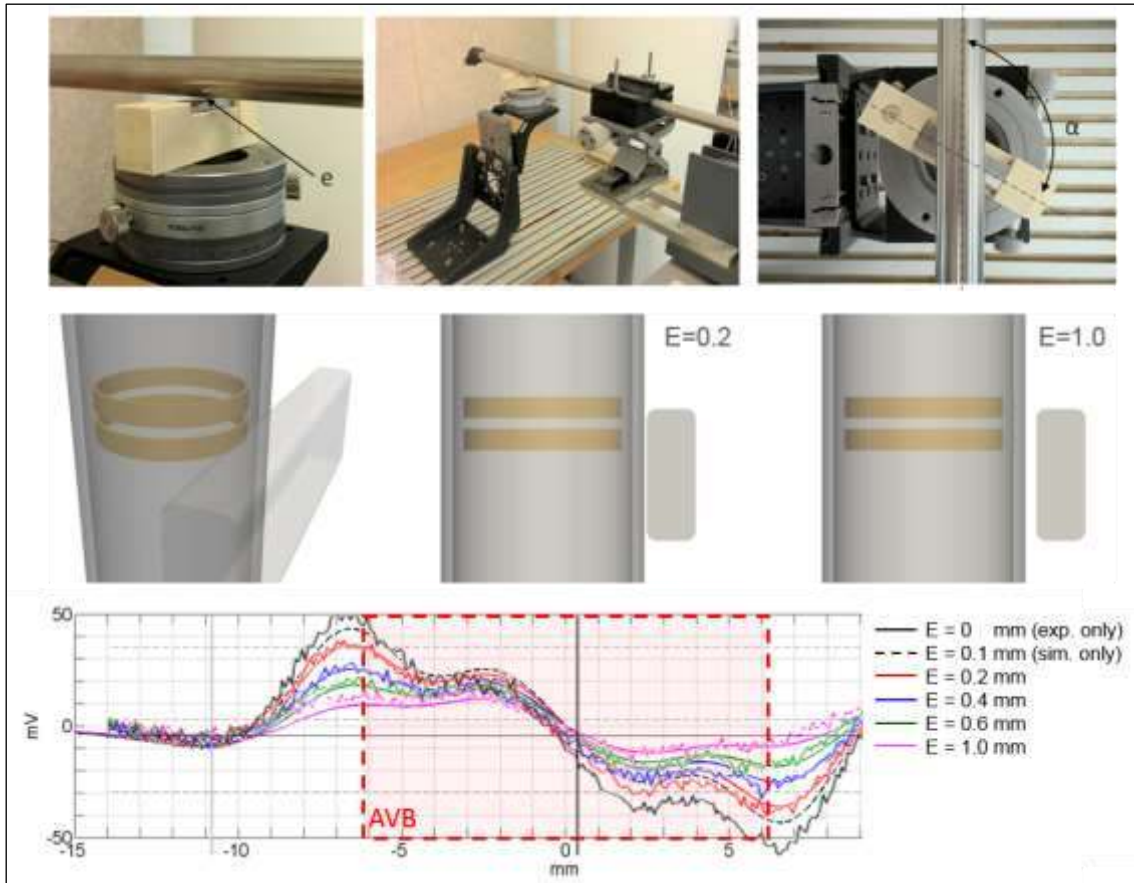 e
α
E=0.2
E=1.0
50
0
-50
mV
-15
-10
-5
0
5
mm
AVB
E = 0 mm (exp. only)
E = 0.1 mm (sim. only)
E = 0.2 mm
E = 0.4 mm
E = 0.6 mm
E = 1.0 mm